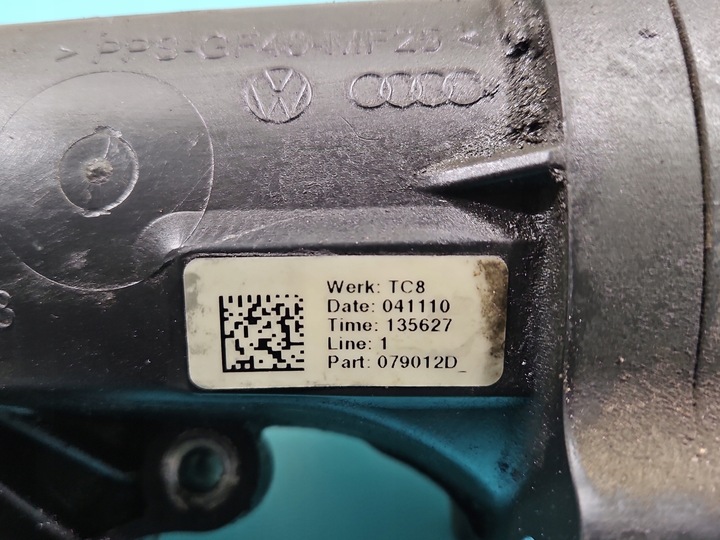 > PPS-GF40-MF25 <
Werk: TC8
Date: 041110
Time: 135627
Line: 1
Part: 079012D_